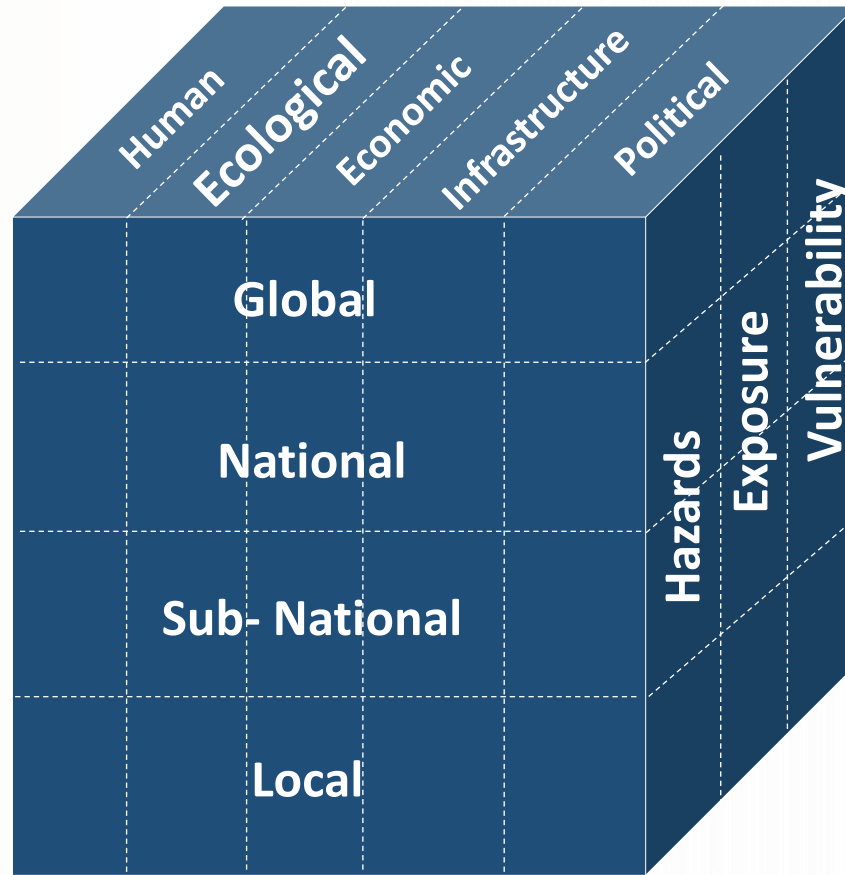 Human
Ecological
Economic
Infrastructure
Political
Global
National
Sub- National
Local
Hazards
Exposure
Vulnerability